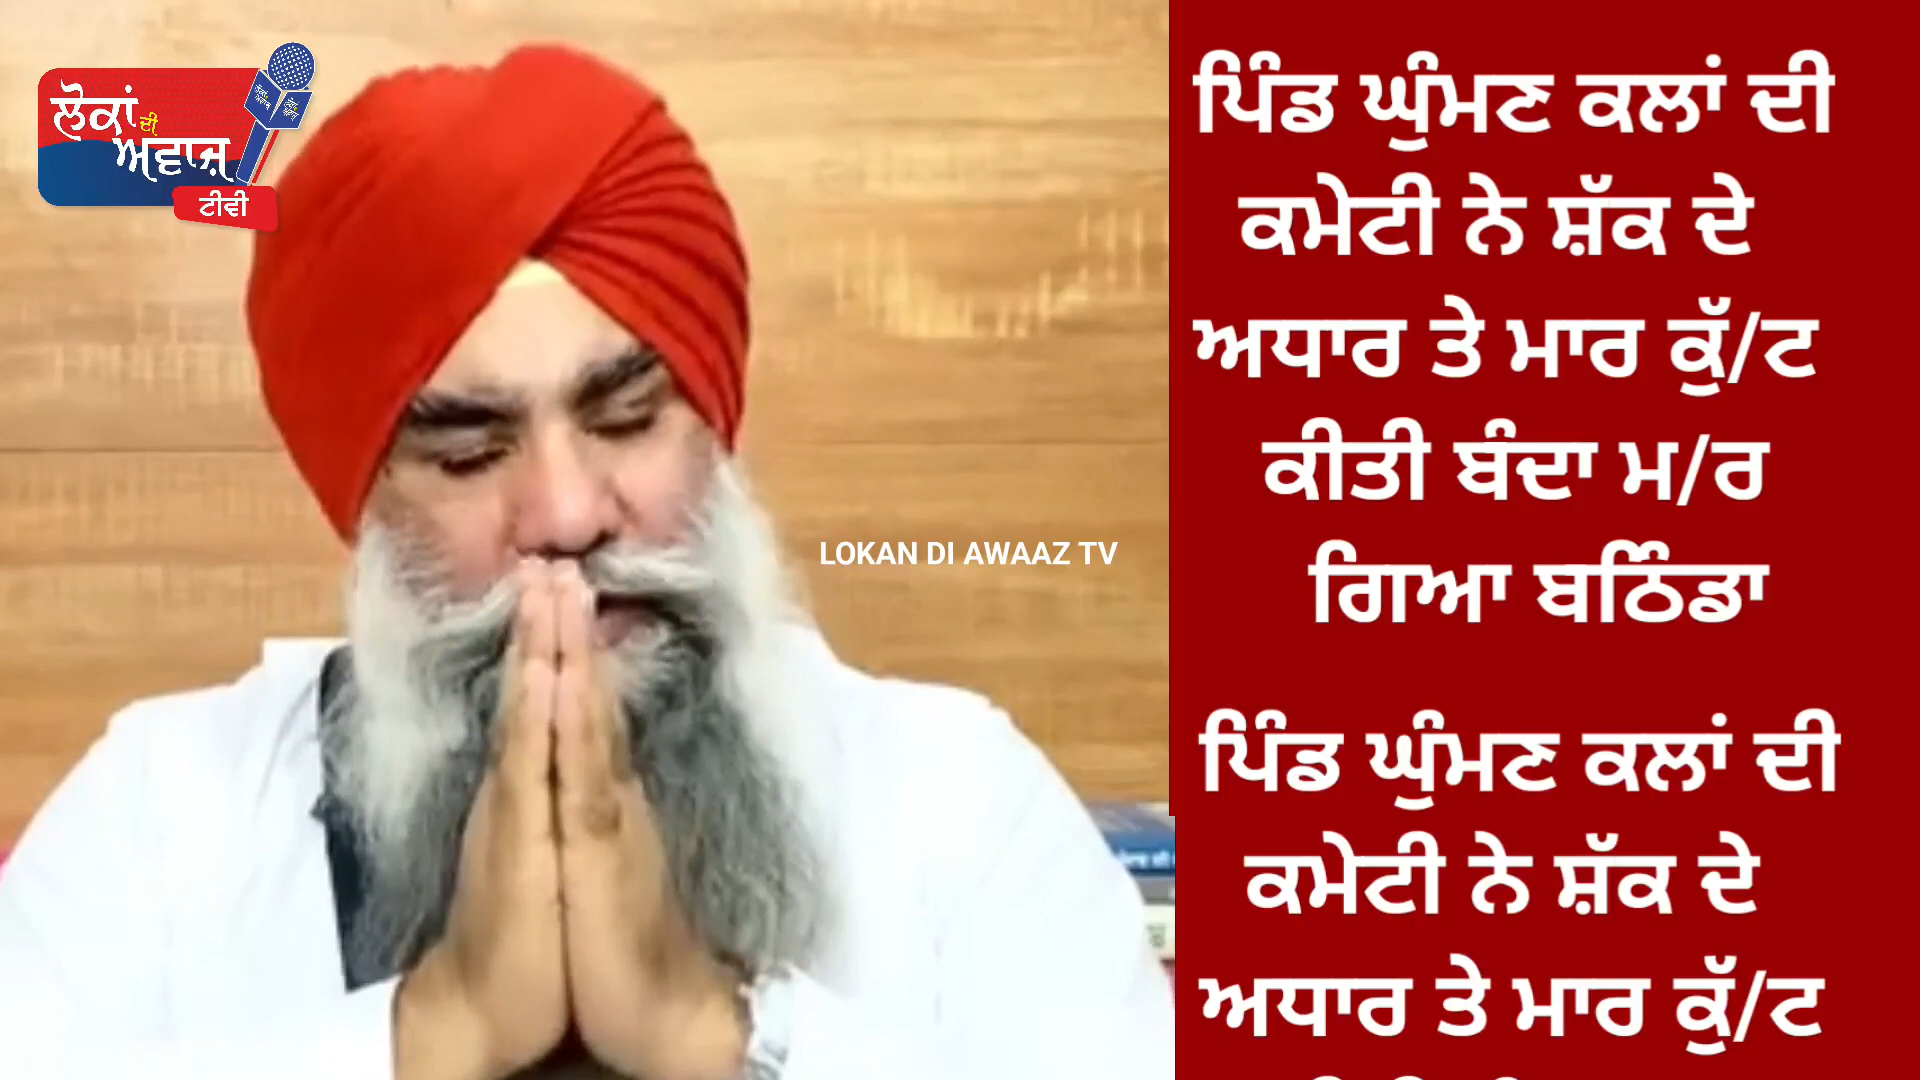 ਲੋਕਾਂ
ਦੀ
ਅਵਾਜ਼
ਟੀਵੀ
LOKAN DI AWAAZ TV
ਪਿੰਡ ਘੁੰਮਣ ਕਲਾਂ ਦੀ
ਕਮੇਟੀ ਨੇ ਸ਼ੱਕ ਦੇ
ਅਧਾਰ ਤੇ ਮਾਰ ਕੁੱ/ਟ
ਕੀਤੀ ਬੰਦਾ ਮ/ਰ
ਗਿਆ ਬਠਿੰਡਾ
ਪਿੰਡ ਘੁੰਮਣ ਕਲਾਂ ਦੀ
ਕਮੇਟੀ ਨੇ ਸ਼ੱਕ ਦੇ
ਅਧਾਰ ਤੇ ਮਾਰ ਕੁੱ/ਟ